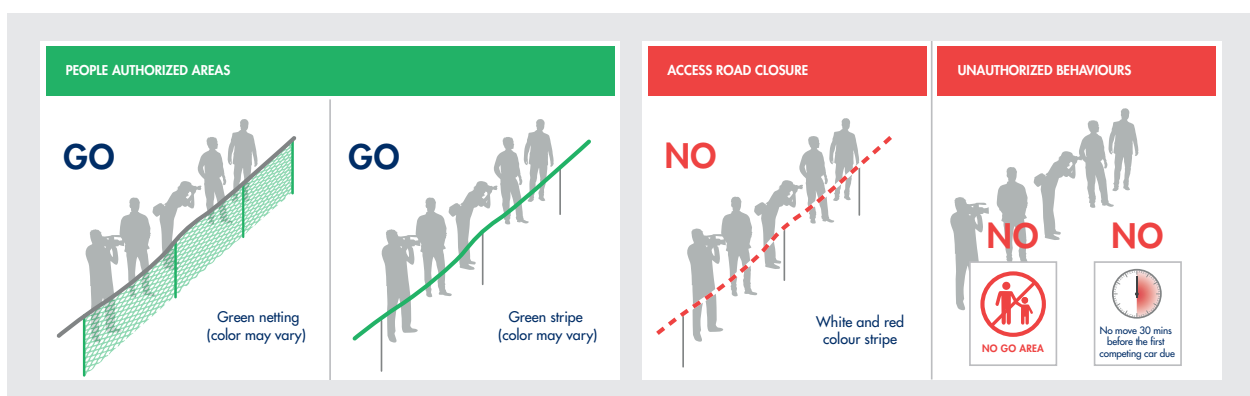 PEOPLE AUTHORIZED AREAS
GO
Green netting
(color may vary)
GO
Green stripe
(color may vary)
ACCESS ROAD CLOSURE
NO
White and red
colour stripe
UNAUTHORIZED BEHAVIOURS
NO
NO GO AREA
NO
No move 30 mins
before the first
competing car due